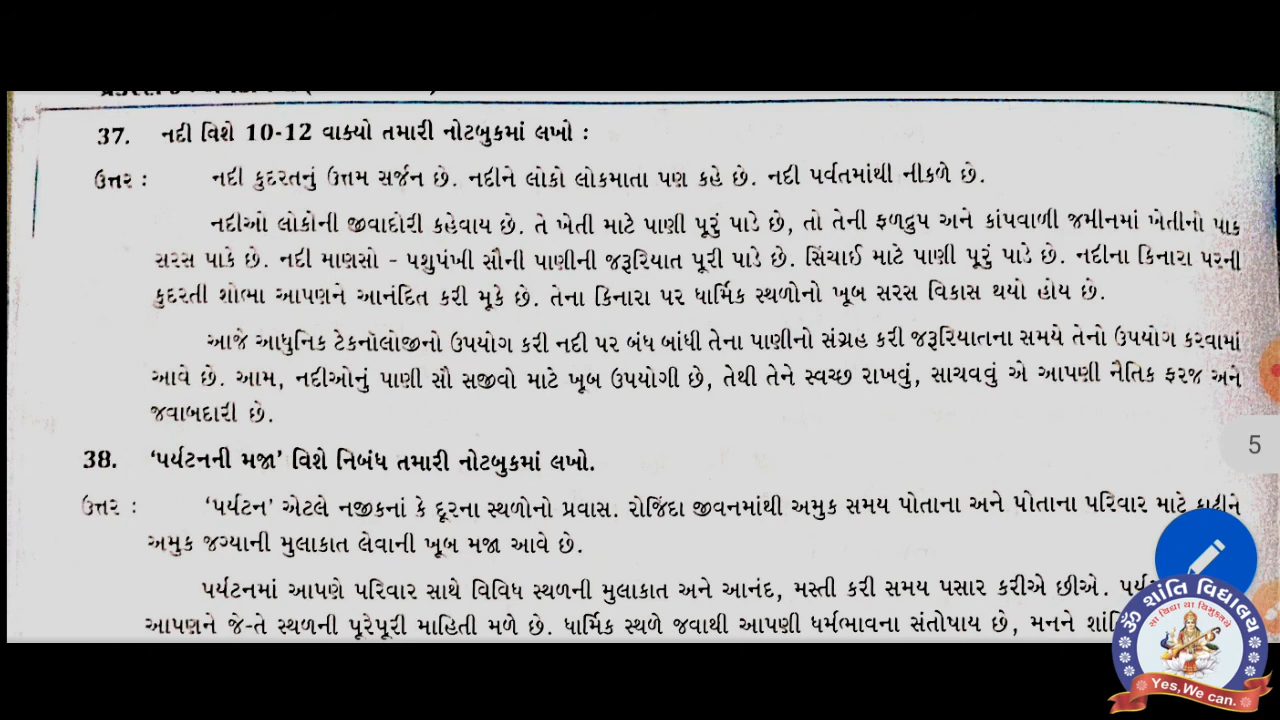 37. નદી વિશે 10-12 વાક્યો તમારી નોટબુકમાં લખો :
ઉત્તર : નદી કુદરતનું ઉત્તમ સર્જન છે. નદીને લોકો લોકમાતા પણ કહે છે. નદી પર્વતમાંથી નીકળે છે.
નદીઓ લોકોની જીવાદોરી કહેવાય છે. તે ખેતી માટે પાણી પૂરું પાડે છે, તો તેની ફળદ્રુપ અને કાંપવાળી જમીનમાં ખેતીનો પાક
સરસ પાકે છે. નદી માણસો - પશુપંખી સૌની પાણીની જરૂરિયાત પૂરી પાડે છે. સિંચાઈ માટે પાણી પૂરું પાડે છે. નદીના કિનારા પરની
કુદરતી શોભા આપણને આનંદિત કરી મૂકે છે. તેના કિનારા પર ધાર્મિક સ્થળોનો ખૂબ સરસ વિકાસ થયો હોય છે.
આજે આધુનિક ટેકનૉલોજીનો ઉપયોગ કરી નદી પર બંધ બાંધી તેના પાણીનો સંગ્રહ કરી જરૂરિયાતના સમયે તેનો ઉપયોગ કરવામાં
આવે છે. આમ, નદીઓનું પાણી સૌ સજીવો માટે ખૂબ ઉપયોગી છે, તેથી તેને સ્વચ્છ રાખવું, સાચવવું એ આપણી નૈતિક ફરજ અને
જવાબદારી છે.
38. 'પર્યટનની મજા' વિશે નિબંધ તમારી નોટબુકમાં લખો.
ઉત્તર : 'પર્યટન' એટલે નજીકનાં કે દૂરના સ્થળોનો પ્રવાસ. રોજિંદા જીવનમાંથી અમુક સમય પોતાના અને પોતાના પરિવાર માટે
અમુક જગ્યાની મુલાકાત લેવાની ખૂબ મજા આવે છે.
પર્યટનમાં આપણે પરિવાર સાથે વિવિધ સ્થળની મુલાકાત અને આનંદ, મસ્તી કરી સમય પસાર કરીએ છીએ.
આપણને જે-તે સ્થળની પૂરેપૂરી માહિતી મળે છે. ધાર્મિક સ્થળે જવાથી આપણી ધર્મભાવના સંતોષાય છે, મનને
5
ૐ શાંતિ વિદ્યાલય
સા વિદ્યા યા વિમુક્તયે
Yes, We can.